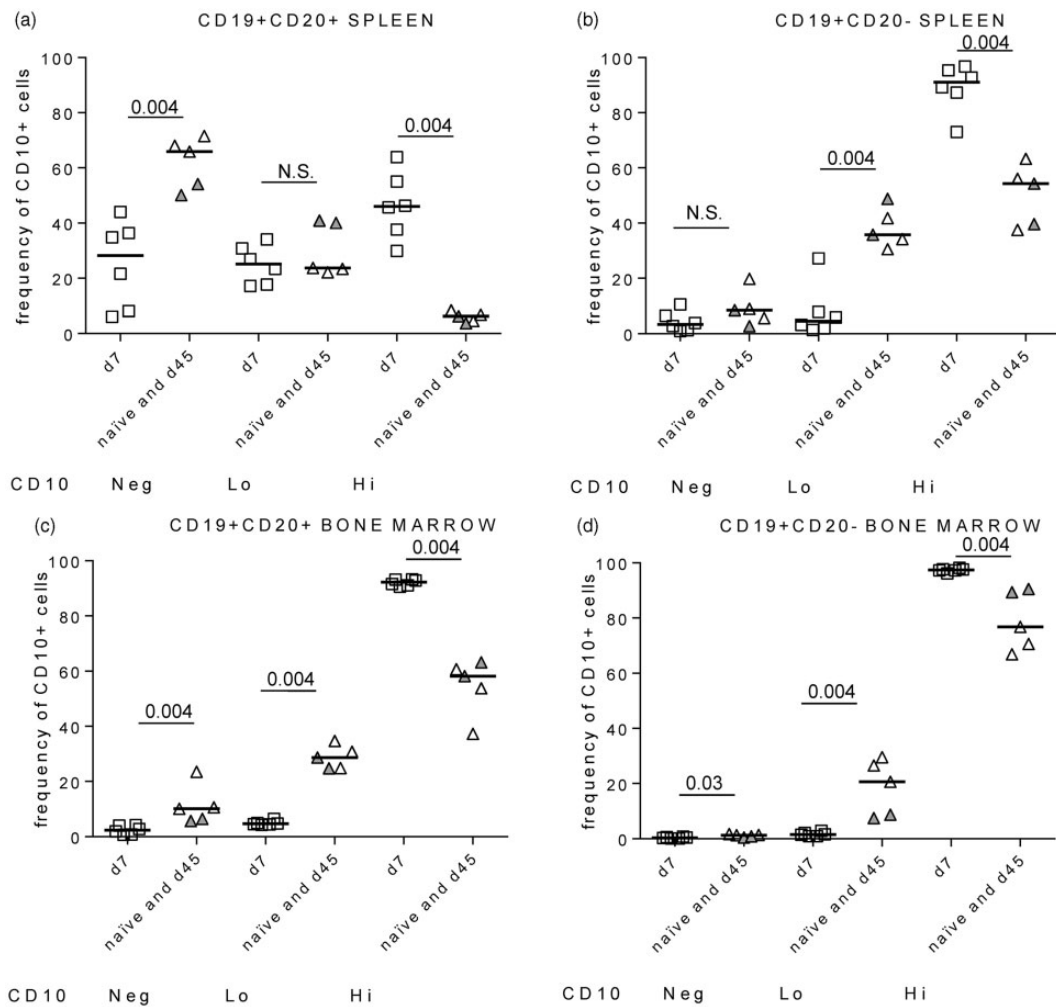 (a)
CD19+CD20+ SPLEEN
frequency of CD10+ cells
100
80
60
40
20
0
0.004
N.S.
0.004
d7
naïve and d45
d7
naïve and d45
d7
naïve and d45
CD10 Neg Lo Hi
(b)
CD19+CD20- SPLEEN
frequency of CD10+ cells
100
80
60
40
20
0
N.S.
0.004
0.004
d7
naïve and d45
d7
naïve and d45
d7
naïve and d45
CD10 Neg Lo Hi
(c)
CD19+CD20+ BONE MARROW
frequency of CD10+ cells
100
80
60
40
20
0
0.004
0.004
0.004
d7
naïve and d45
d7
naïve and d45
d7
naïve and d45
CD10 Neg Lo Hi
(d)
CD19+CD20- BONE MARROW
frequency of CD10+ cells
100
80
60
40
20
0
0.03
0.004
0.004
d7
naïve and d45
d7
naïve and d45
d7
naïve and d45
CD10 Neg Lo Hi